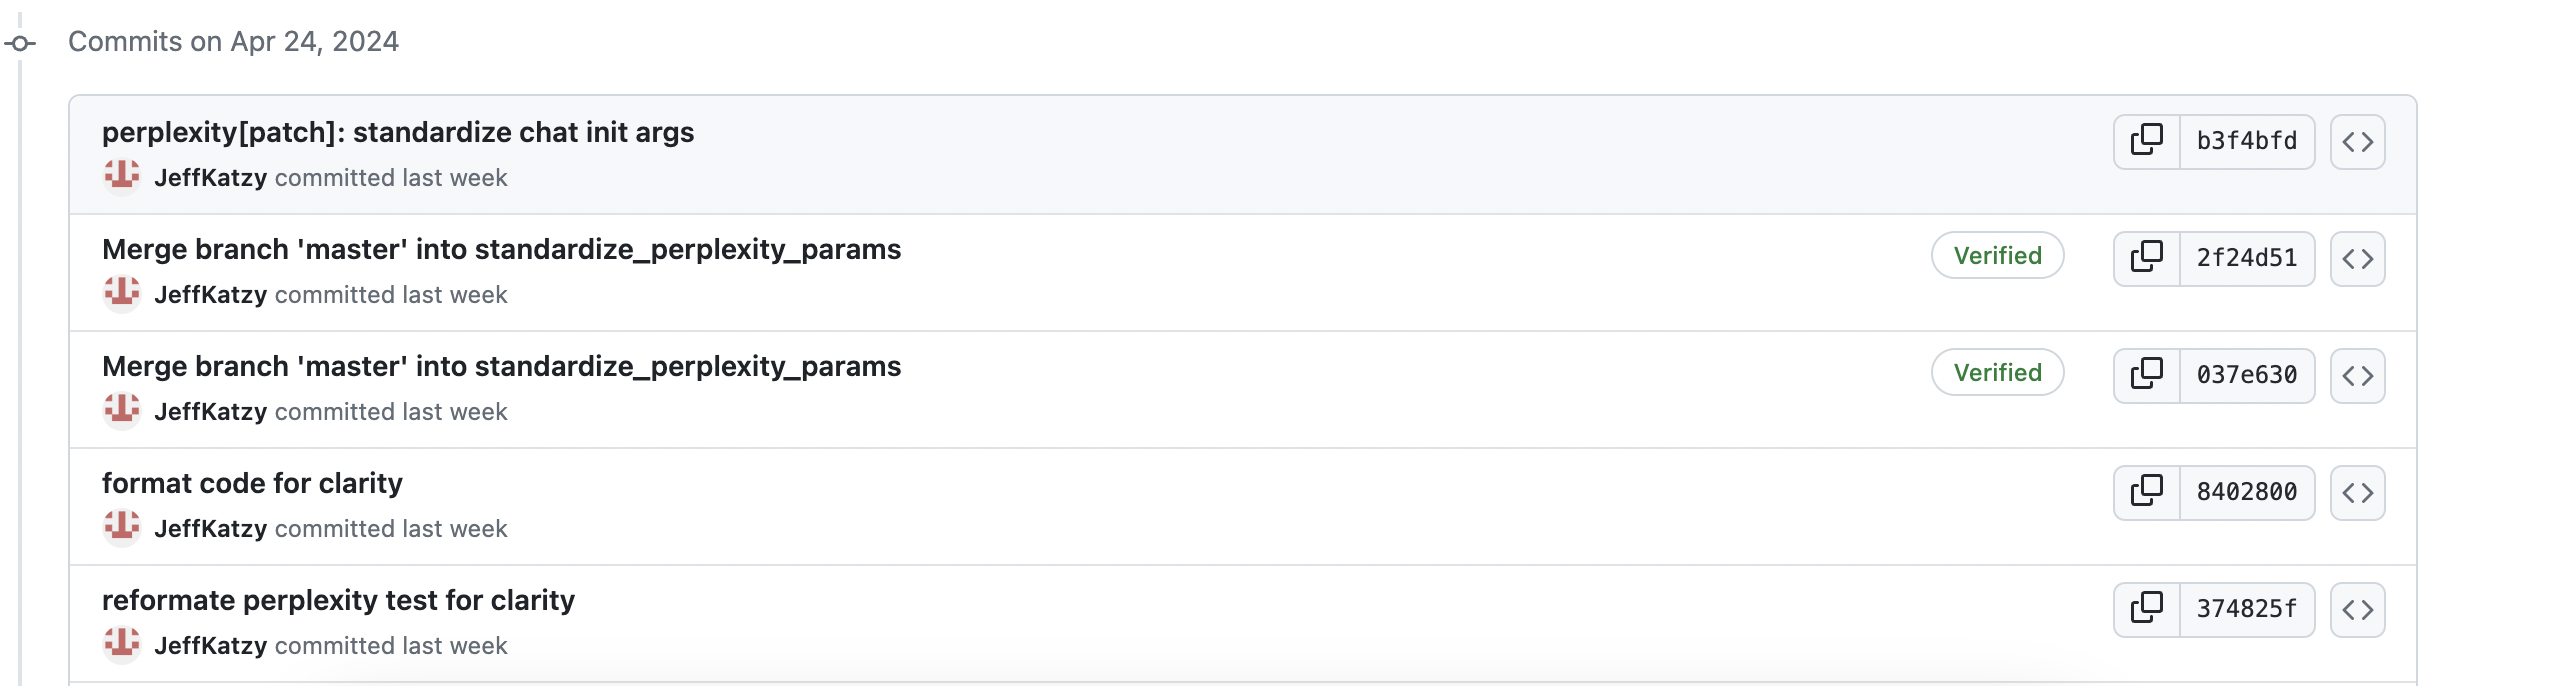 Commits on Apr 24, 2024
perplexity[patch]: standardize chat init args
JeffKatzy committed last week
b3f4bfd
Merge branch 'master' into standardize_perplexity_params
JeffKatzy committed last week
Verified
2f24d51
Merge branch 'master' into standardize_perplexity_params
JeffKatzy committed last week
Verified
037e630
format code for clarity
JeffKatzy committed last week
8402800
reformate perplexity test for clarity
JeffKatzy committed last week
374825f